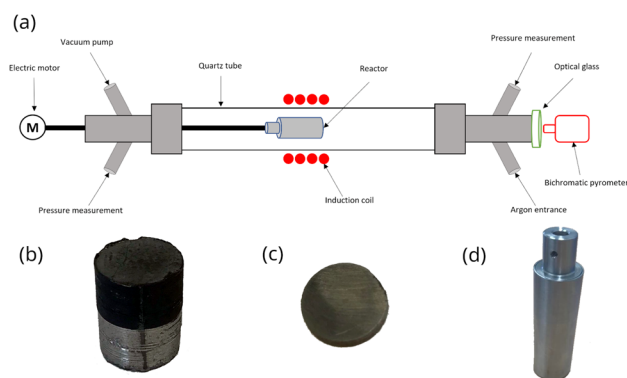 (a)
Vacuum pump
Pressure measurement
Electric motor
Quartz tube
Reactor
Optical glass
M
Pressure measurement
Induction coil
Argon entrance
Bichromatic pyrometer
(b)
(c)
(d)